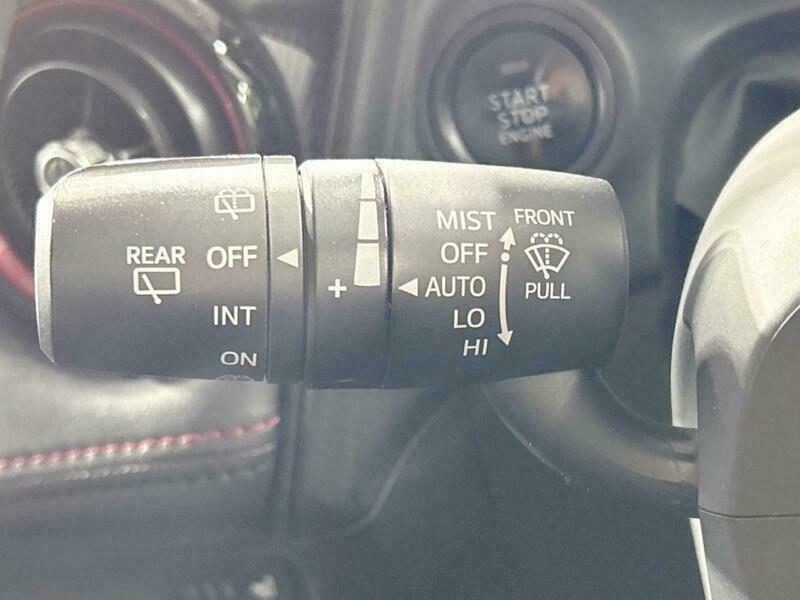 START
STOP
ENGINE
REAR
OFF
INT
ON
+
MIST
OFF
AUTO
LO
HI
FRONT
PULL